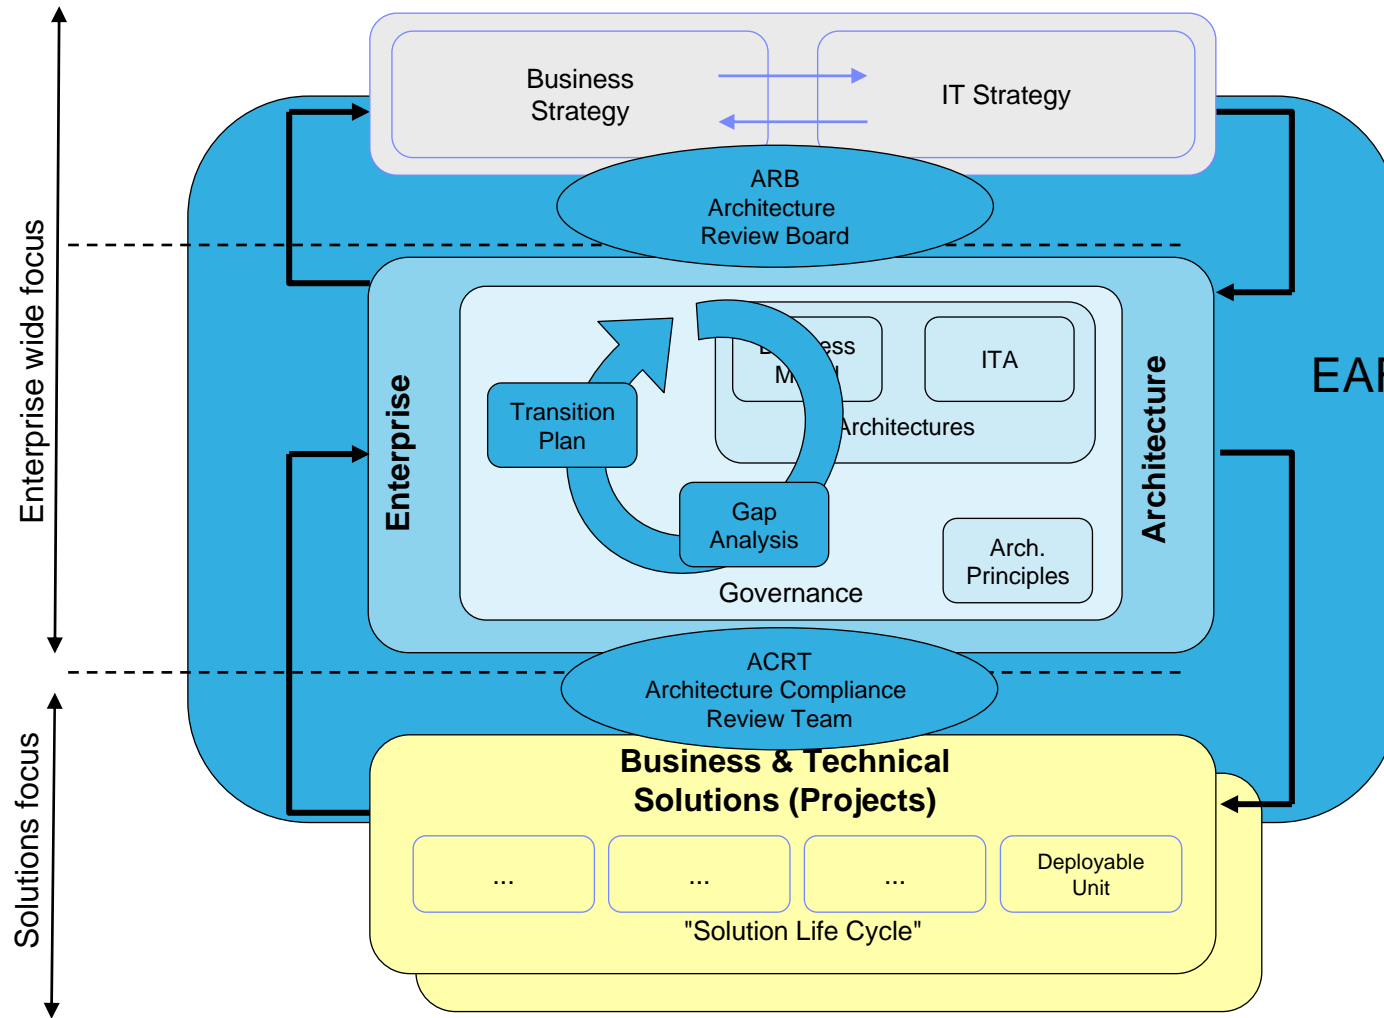 Business
Strategy
IT Strategy
ARB
Architecture
Review Board
Enterprise wide focus
Enterprise
ITA
Architectures
Transition
Plan
Gap
Analysis
Arch.
Principles
Governance
Architecture
ACRT
Architecture Compliance
Review Team
Solutions focus
Business & Technical
Solutions (Projects)
...
...
...
Deployable
Unit
"Solution Life Cycle"